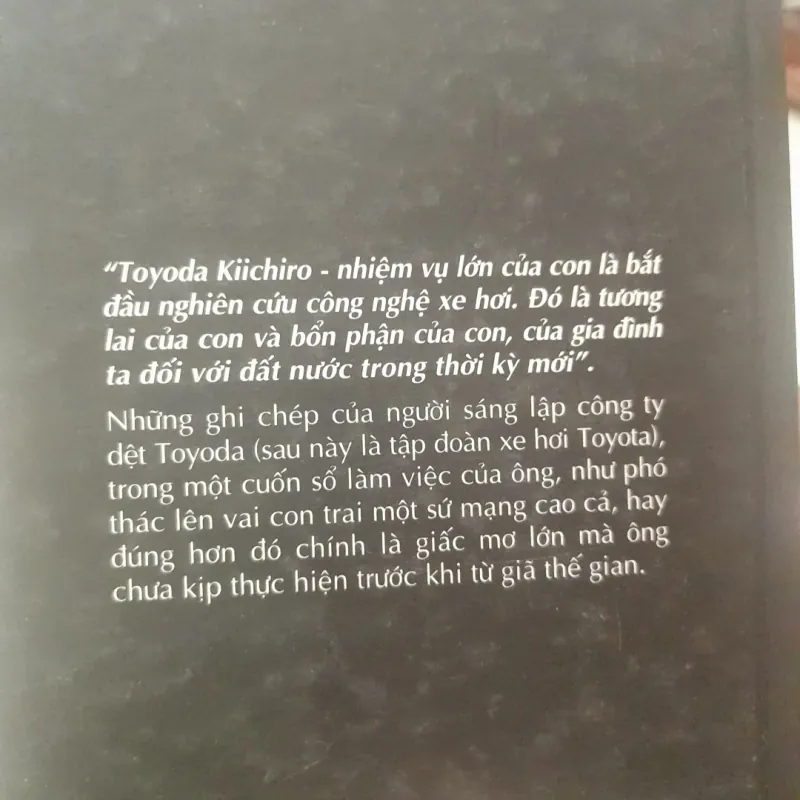 “Toyoda Kiichiro - nhiệm vụ lớn của con là bắt
đầu nghiên cứu công nghệ xe hơi. Đó là tương
lai của con và bổn phận của con, của gia đình
ta đối với đất nước trong thời kỳ mới”.
Những ghi chép của người sáng lập công ty
dệt Toyoda (sau này là tập đoàn xe hơi Toyota),
trong một cuốn sổ làm việc của ông, như phó
thác lên vai con trai một sứ mạng cao cả, hay
đúng hơn đó chính là giấc mơ lớn mà ông
chưa kịp thực hiện trước khi từ giã thế gian.